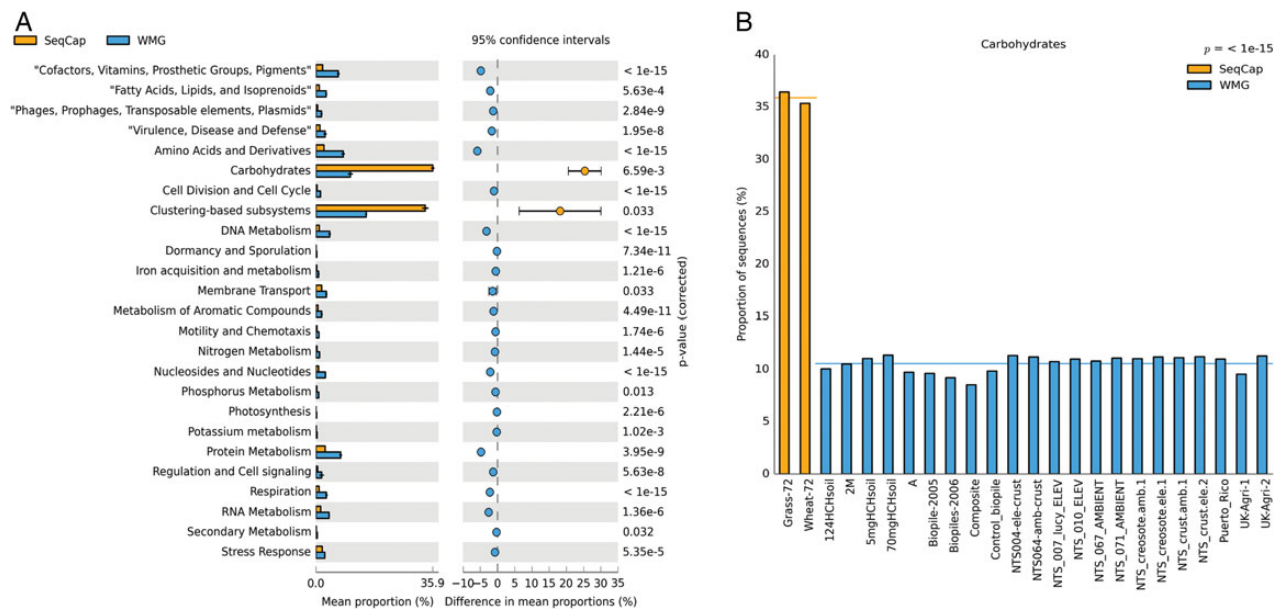 A
SeqCap
WMG
95% confidence intervals
"Cofactors, Vitamins, Prosthetic Groups, Pigments"
< 1e-15
"Fatty Acids, Lipids, and Isoprenoids"
5.63e-4
"Phages, Prophages, Transposable elements, Plasmids"
2.84e-9
"Virulence, Disease and Defense"
1.95e-8
Amino Acids and Derivatives
< 1e-15
Carbohydrates
6.59e-3
Cell Division and Cell Cycle
< 1e-15
Clustering-based subsystems
0.033
DNA Metabolism
< 1e-15
Dormancy and Sporulation
7.34e-11
Iron acquisition and metabolism
1.21e-6
Membrane Transport
0.033
Metabolism of Aromatic Compounds
4.49e-11
Motility and Chemotaxis
1.74e-6
Nitrogen Metabolism
1.44e-5
Nucleosides and Nucleotides
< 1e-15
Phosphorus Metabolism
0.013
Photosynthesis
2.21e-6
Potassium metabolism
1.02e-3
Protein Metabolism
3.95e-9
Regulation and Cell signaling
5.63e-8
Respiration
< 1e-15
RNA Metabolism
1.36e-6
Secondary Metabolism
0.032
Stress Response
5.35e-5
p-value (corrected)
0.0
35.9
Mean proportion (%)
−10 −5 0 5 10 15 20 25 30 35
Difference in mean proportions (%)
B
Carbohydrates
p = < 1e-15
SeqCap
WMG
Proportion of sequences (%)
40
35
30
25
20
15
10
5
0
Grass-72
Wheat-72
124HCHsoil
2M
5mgHCHsoil
70mgHCHsoil
A
Biopile-2005
Biopiles-2006
Composite
Control_biopile
NTS004-ele-crust
NTS064-amb-crust
NTS_007_lucy_ELEV
NTS_010_ELEV
NTS_067_AMBIENT
NTS_071_AMBIENT
NTS_creosote.amb.1
NTS_creosote.ele.1
NTS_crust.amb.1
NTS_crust.ele.2
Puerto_Rico
UK-Agri-1
UK-Agri-2